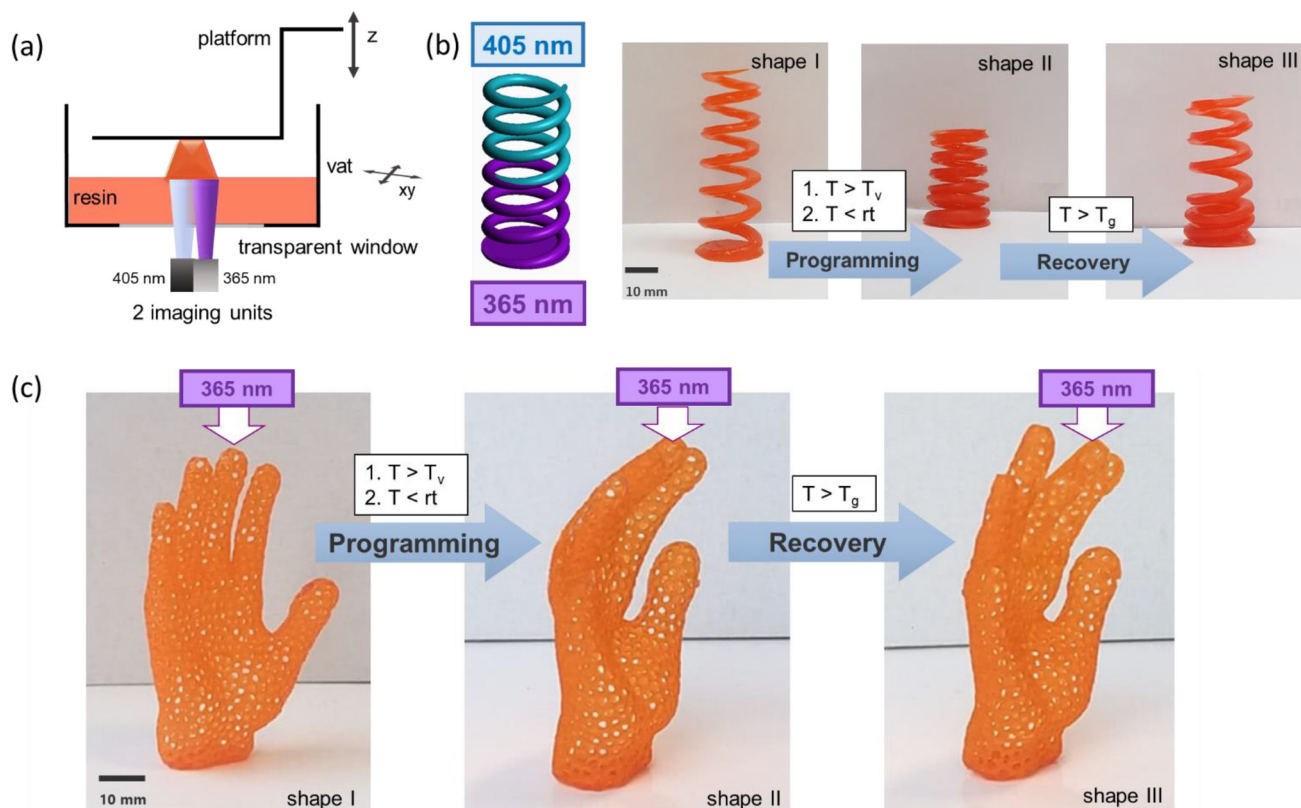 (a)
platform
z
vat
xy
resin
transparent window
405 nm
365 nm
2 imaging units
(b)
405 nm
365 nm
shape I
10 mm
1. T > Tv
2. T < rt
Programming
shape II
T > Tg
Recovery
shape III
(c)
365 nm
10 mm
shape I
1. T > Tv
2. T < rt
Programming
365 nm
shape II
T > Tg
Recovery
365 nm
shape III